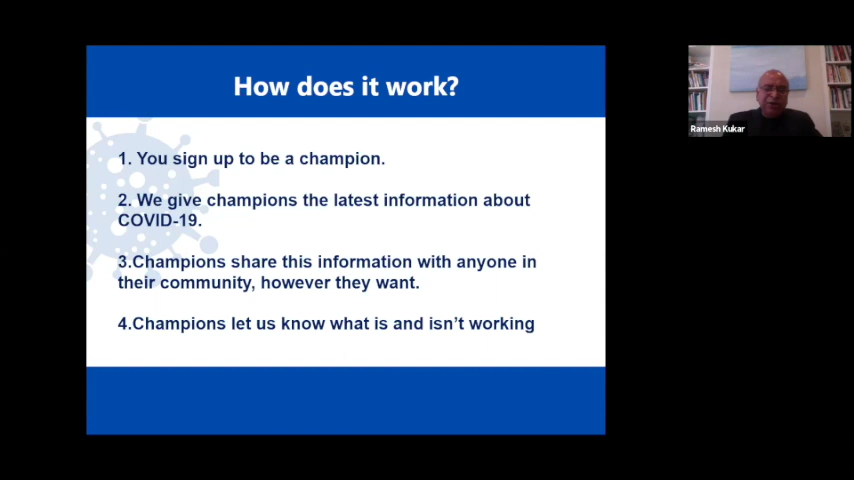 How does it work?
1. You sign up to be a champion.
2. We give champions the latest information about
COVID-19.
3.Champions share this information with anyone in
their community, however they want.
4.Champions let us know what is and isn't working
Ramesh Kukar